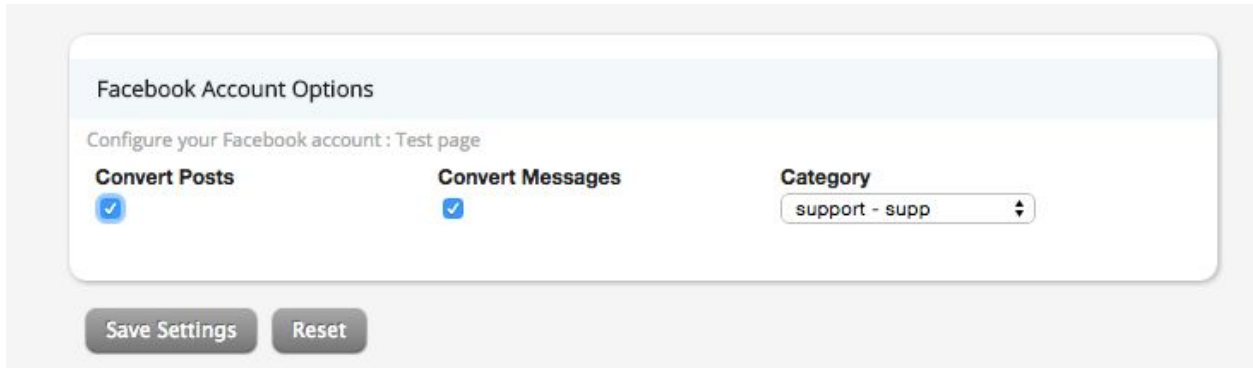 Facebook Account Options
Configure your Facebook account : Test page
Convert Posts Convert Messages Category
support - supp
Save Settings Reset